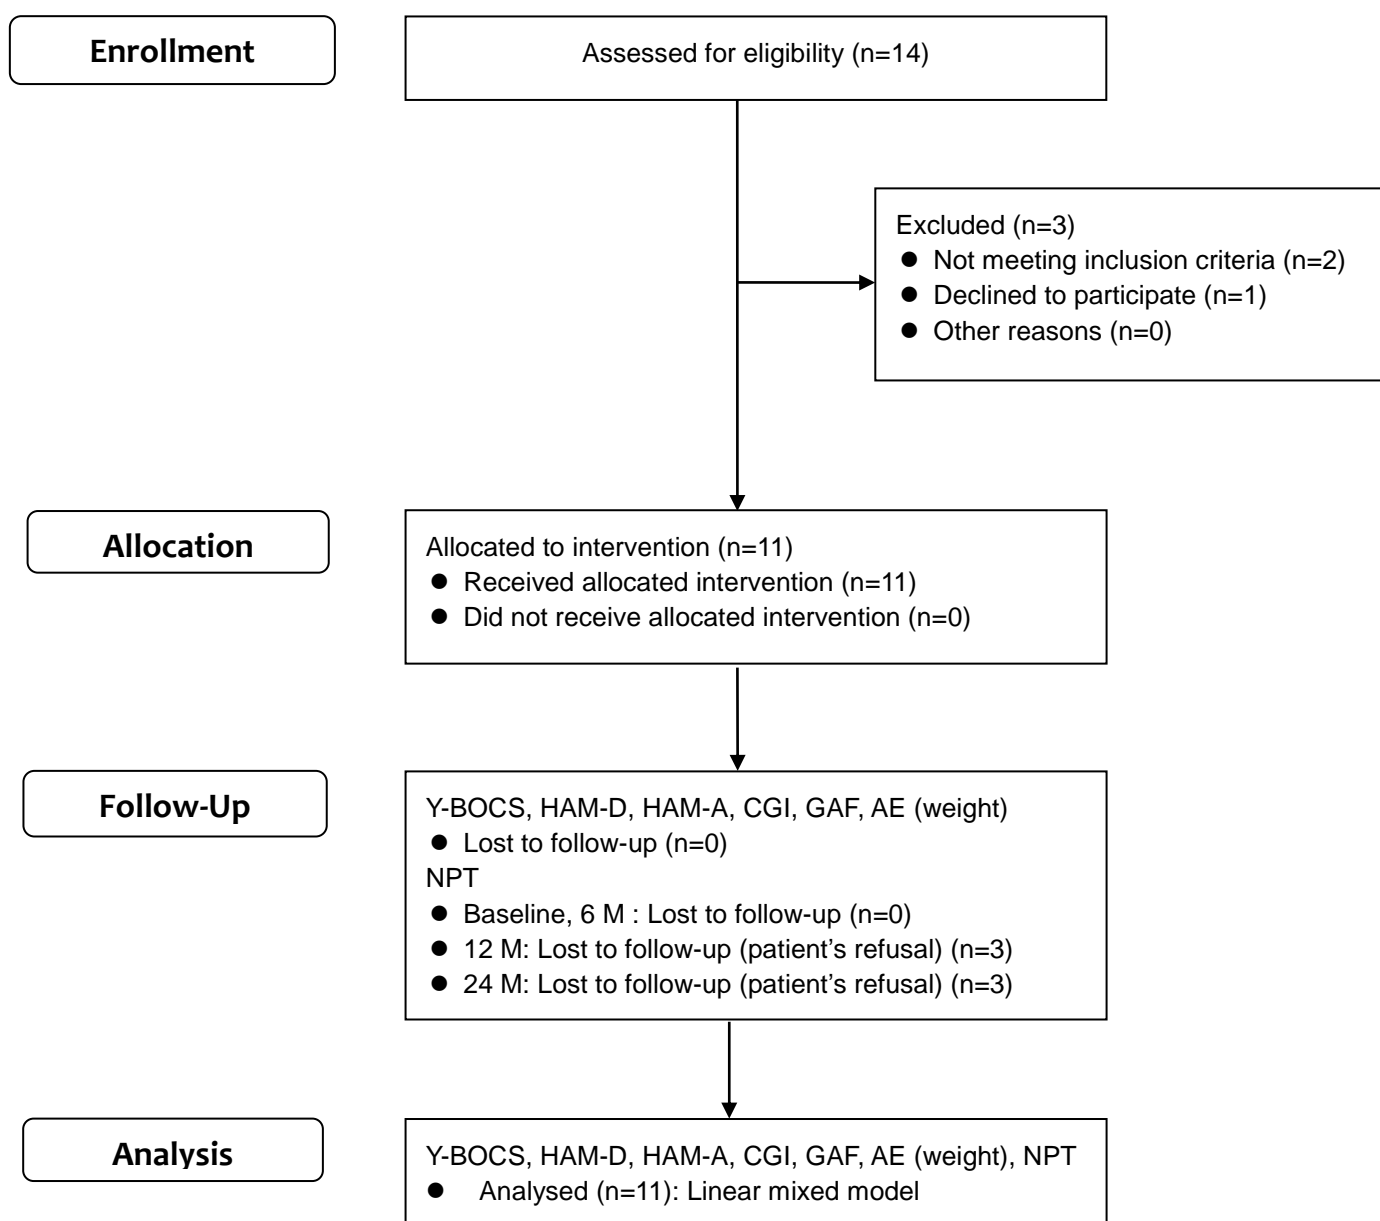 Enrollment
Assessed for eligibility (n=14)
Excluded (n=3)
● Not meeting inclusion criteria (n=2)
● Declined to participate (n=1)
● Other reasons (n=0)
Allocation
Allocated to intervention (n=11)
● Received allocated intervention (n=11)
● Did not receive allocated intervention (n=0)
Follow-Up
Y-BOCS, HAM-D, HAM-A, CGI, GAF, AE (weight)
● Lost to follow-up (n=0)
NPT
● Baseline, 6 M : Lost to follow-up (n=0)
● 12 M: Lost to follow-up (patient’s refusal) (n=3)
● 24 M: Lost to follow-up (patient’s refusal) (n=3)
Analysis
Y-BOCS, HAM-D, HAM-A, CGI, GAF, AE (weight), NPT
● Analysed (n=11): Linear mixed model